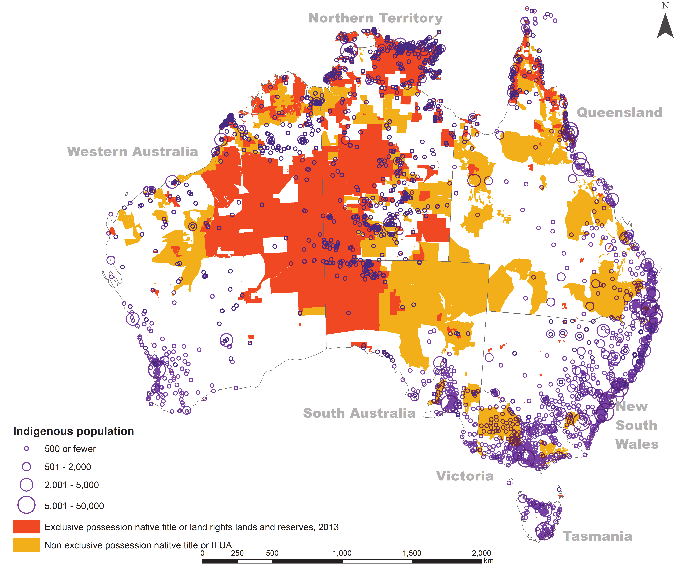 N
Northern Territory
Queensland
Western Australia
South Australia
New
South
Wales
Victoria
Tasmania
Indigenous population
500 or fewer
501 - 2,000
2,001 - 5,000
5,001 - 50,000
Exclusive possession native title or land rights lands and reserves, 2013
Non exclusive possession native title or ILUA
0 250 500 1,000 1,500 2,000
km